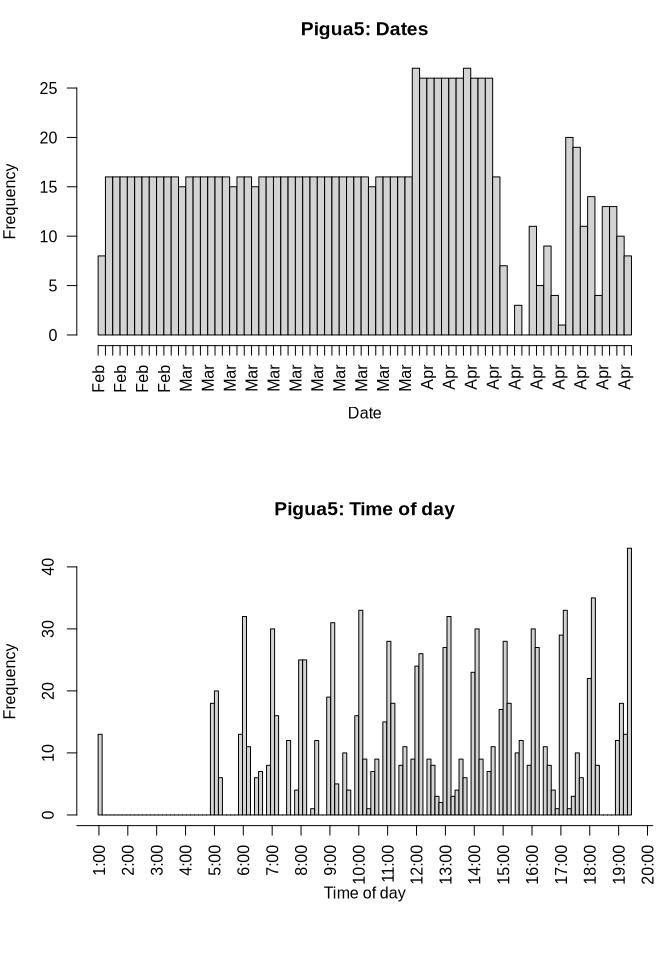 Pigua5: Dates
25
20
15
10
5
0
Frequency
Feb Feb Feb Feb Mar Mar Mar Mar Mar Mar Mar Mar Mar Mar Mar Apr Apr Apr Apr Apr Apr Apr Apr Apr Apr
Date
Pigua5: Time of day
40
30
20
10
0
Frequency
1:00 2:00 3:00 4:00 5:00 6:00 7:00 8:00 9:00 10:00 11:00 12:00 13:00 14:00 15:00 16:00 17:00 18:00 19:00 20:00
Time of day